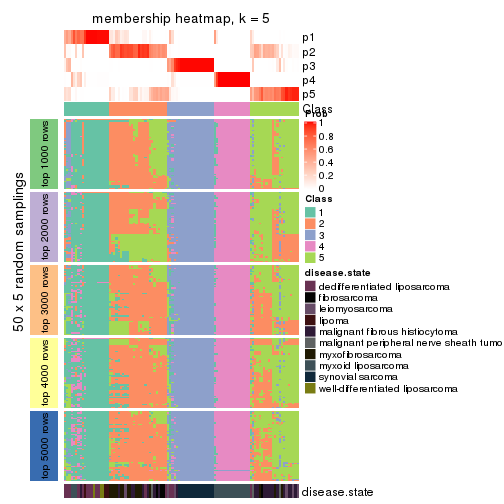 membership heatmap, k = 5
p1
p2
p3
p4
p5
Class
Prob
1
0.8
0.6
0.4
0.2
0
Class
1
2
3
4
5
disease.state
dedifferentiated liposarcoma
fibrosarcoma
leiomyosarcoma
lipoma
malignant fibrous histiocytoma
malignant peripheral nerve sheath tumo
myxofibrosarcoma
myxoid liposarcoma
synovial sarcoma
well-differentiated liposarcoma
50 x 5 random samplings
top 1000 rows
top 2000 rows
top 3000 rows
top 4000 rows
top 5000 rows
disease.state